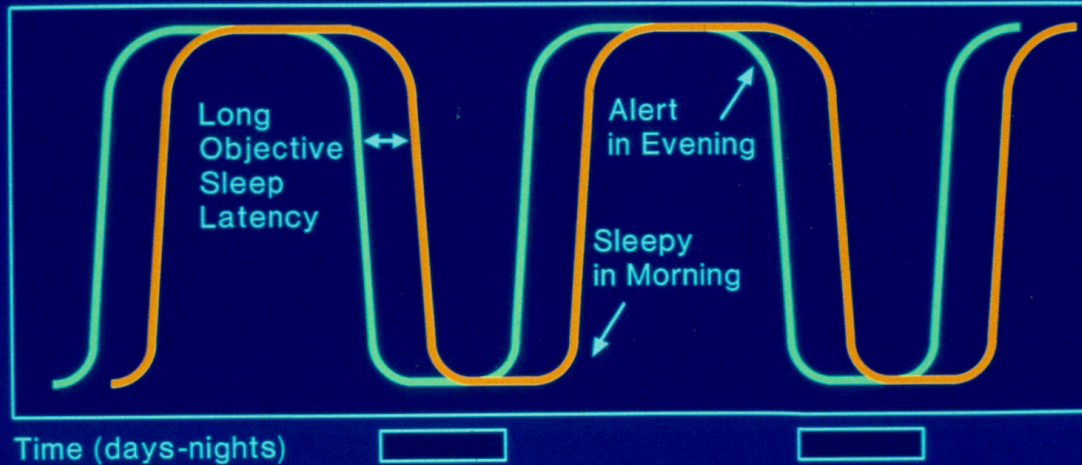 Long
Objective
Sleep
Latency
Alert
in Evening
Sleepy
in Morning
Time (days-nights)